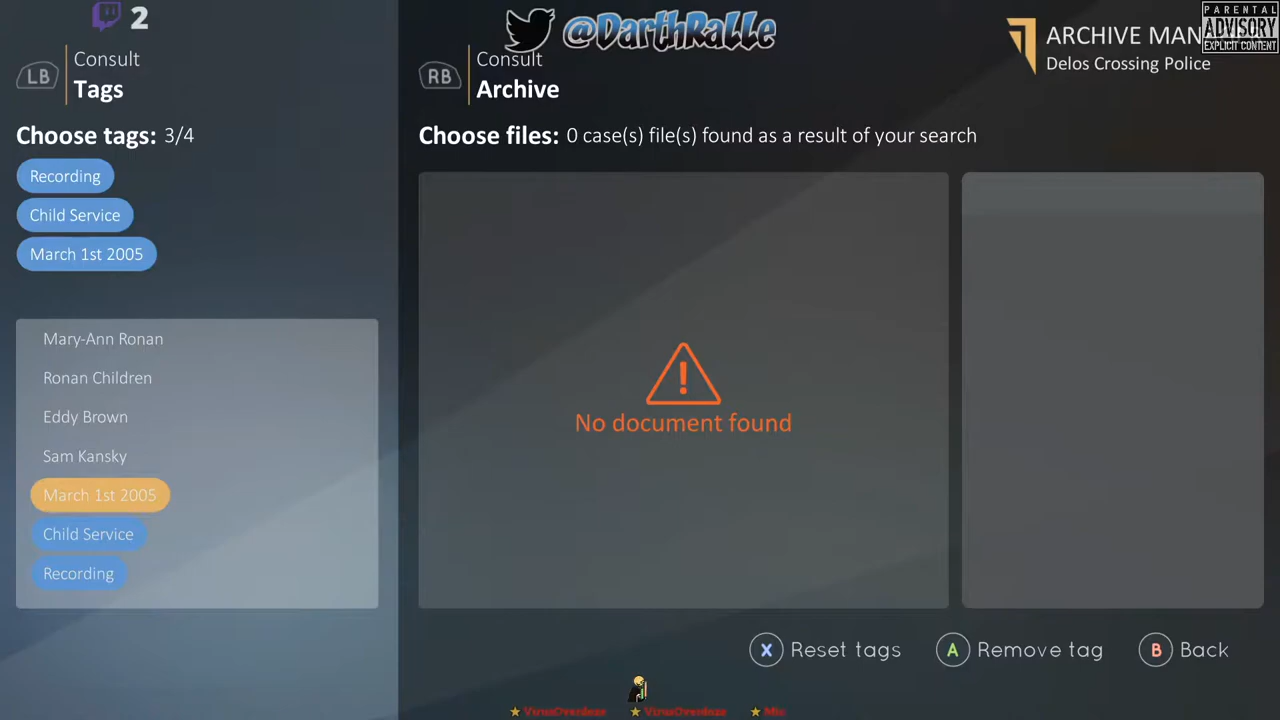 2
@DarthRalle
PARENTAL
ADVISORY
EXPLICIT CONTENT
LB
Consult
Tags
RB
Consult
Archive
ARCHIVE MAN
Delos Crossing Police
Choose tags: 3/4
Recording
Child Service
March 1st 2005
Choose files: 0 case(s) file(s) found as a result of your search
Mary-Ann Ronan
Ronan Children
Eddy Brown
Sam Kansky
March 1st 2005
Child Service
Recording
No document found
X Reset tags
A Remove tag
B Back
VirusOverdoze VirusOverdoze